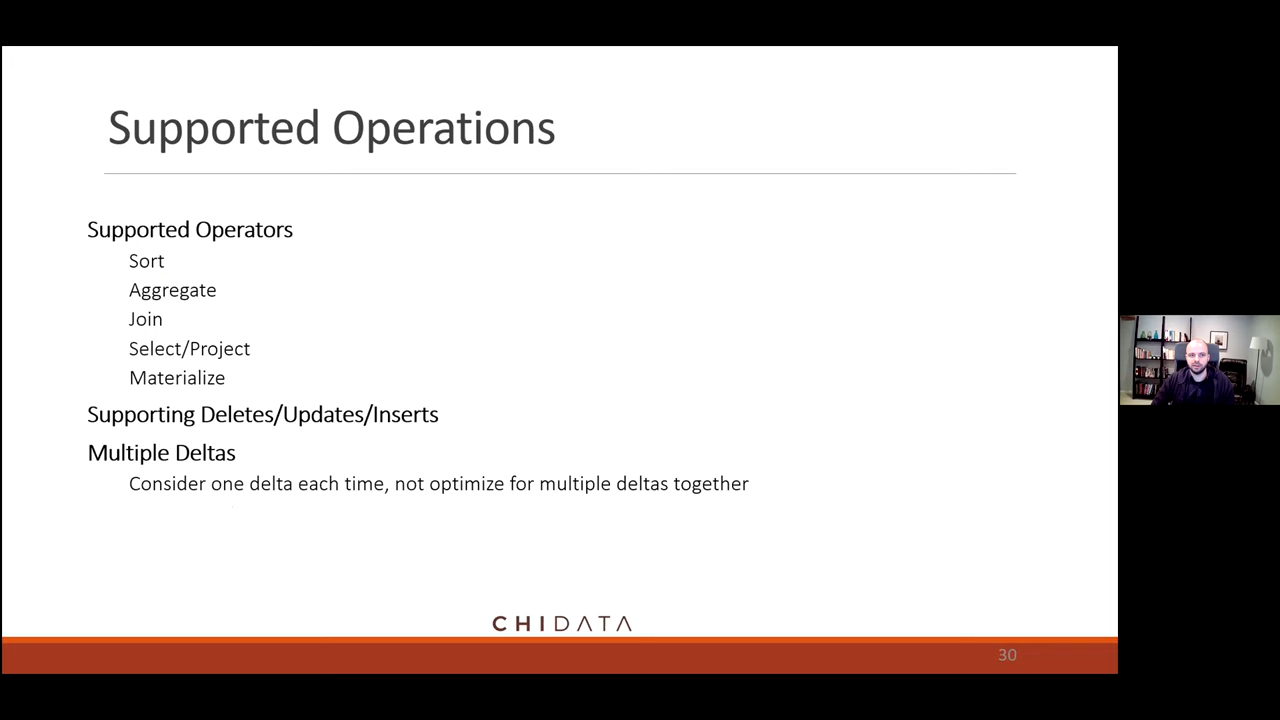 Supported Operations
Supported Operators
Sort
Aggregate
Join
Select/Project
Materialize
Supporting Deletes/Updates/Inserts
Multiple Deltas
Consider one delta each time, not optimize for multiple deltas together
CHIDATA
30